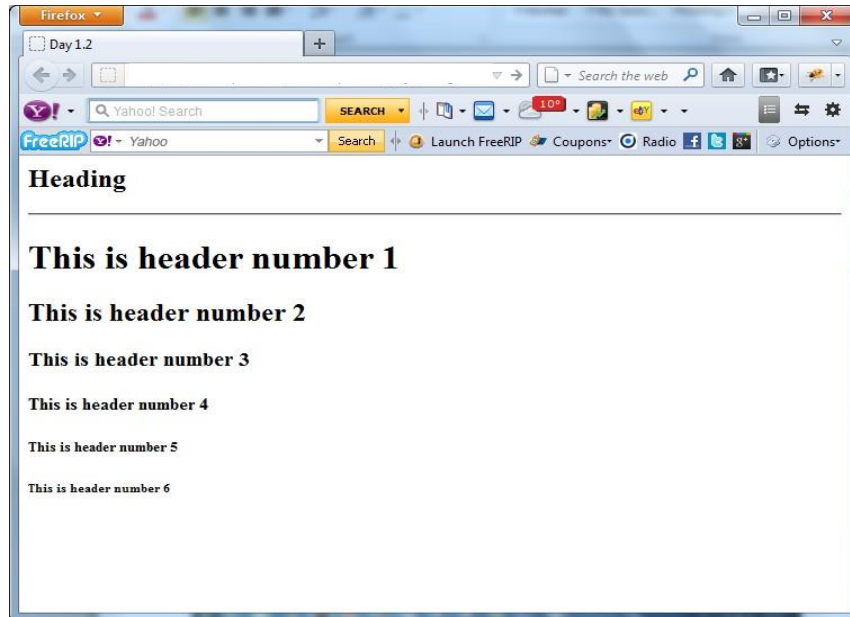 Firefox
Day 1.2
Search the web
Yahoo! Search SEARCH 10° ebY
FreeRIP Yahoo Search Launch FreeRIP Coupons Radio Options
Heading
This is header number 1
This is header number 2
This is header number 3
This is header number 4
This is header number 5
This is header number 6